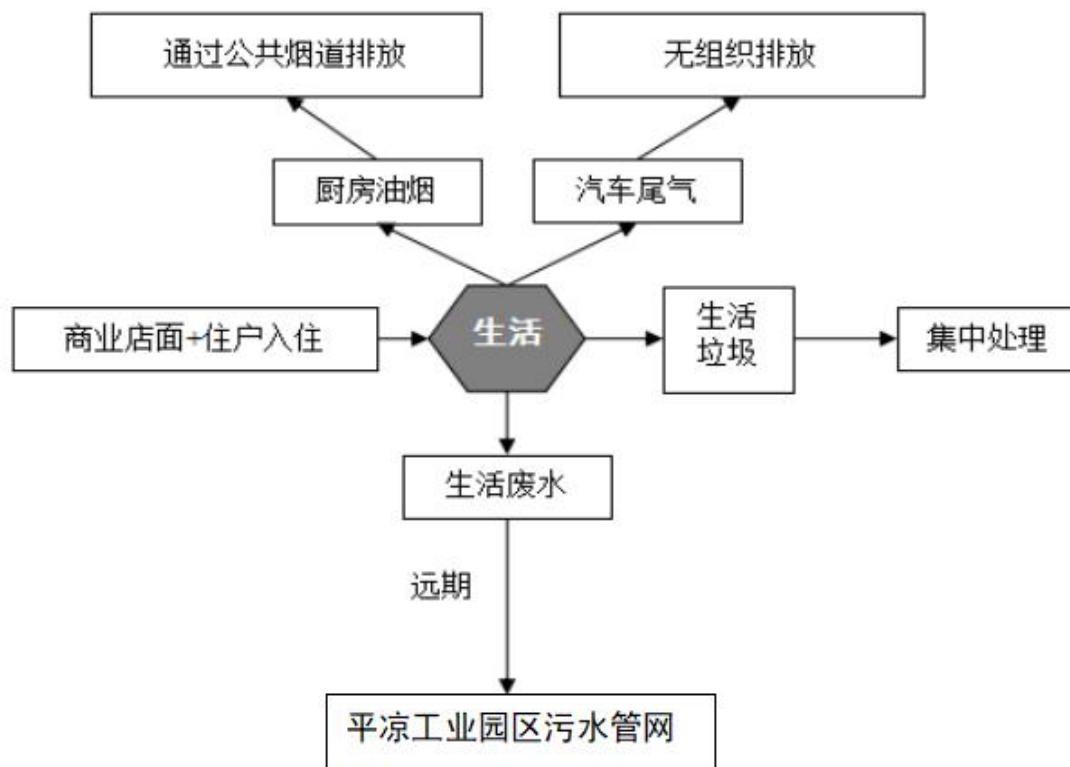 通过公共烟道排放
无组织排放
厨房油烟
汽车尾气
商业店面+住户入住
生活
生活
垃圾
集中处理
生活废水
远期
平凉工业园区污水管网